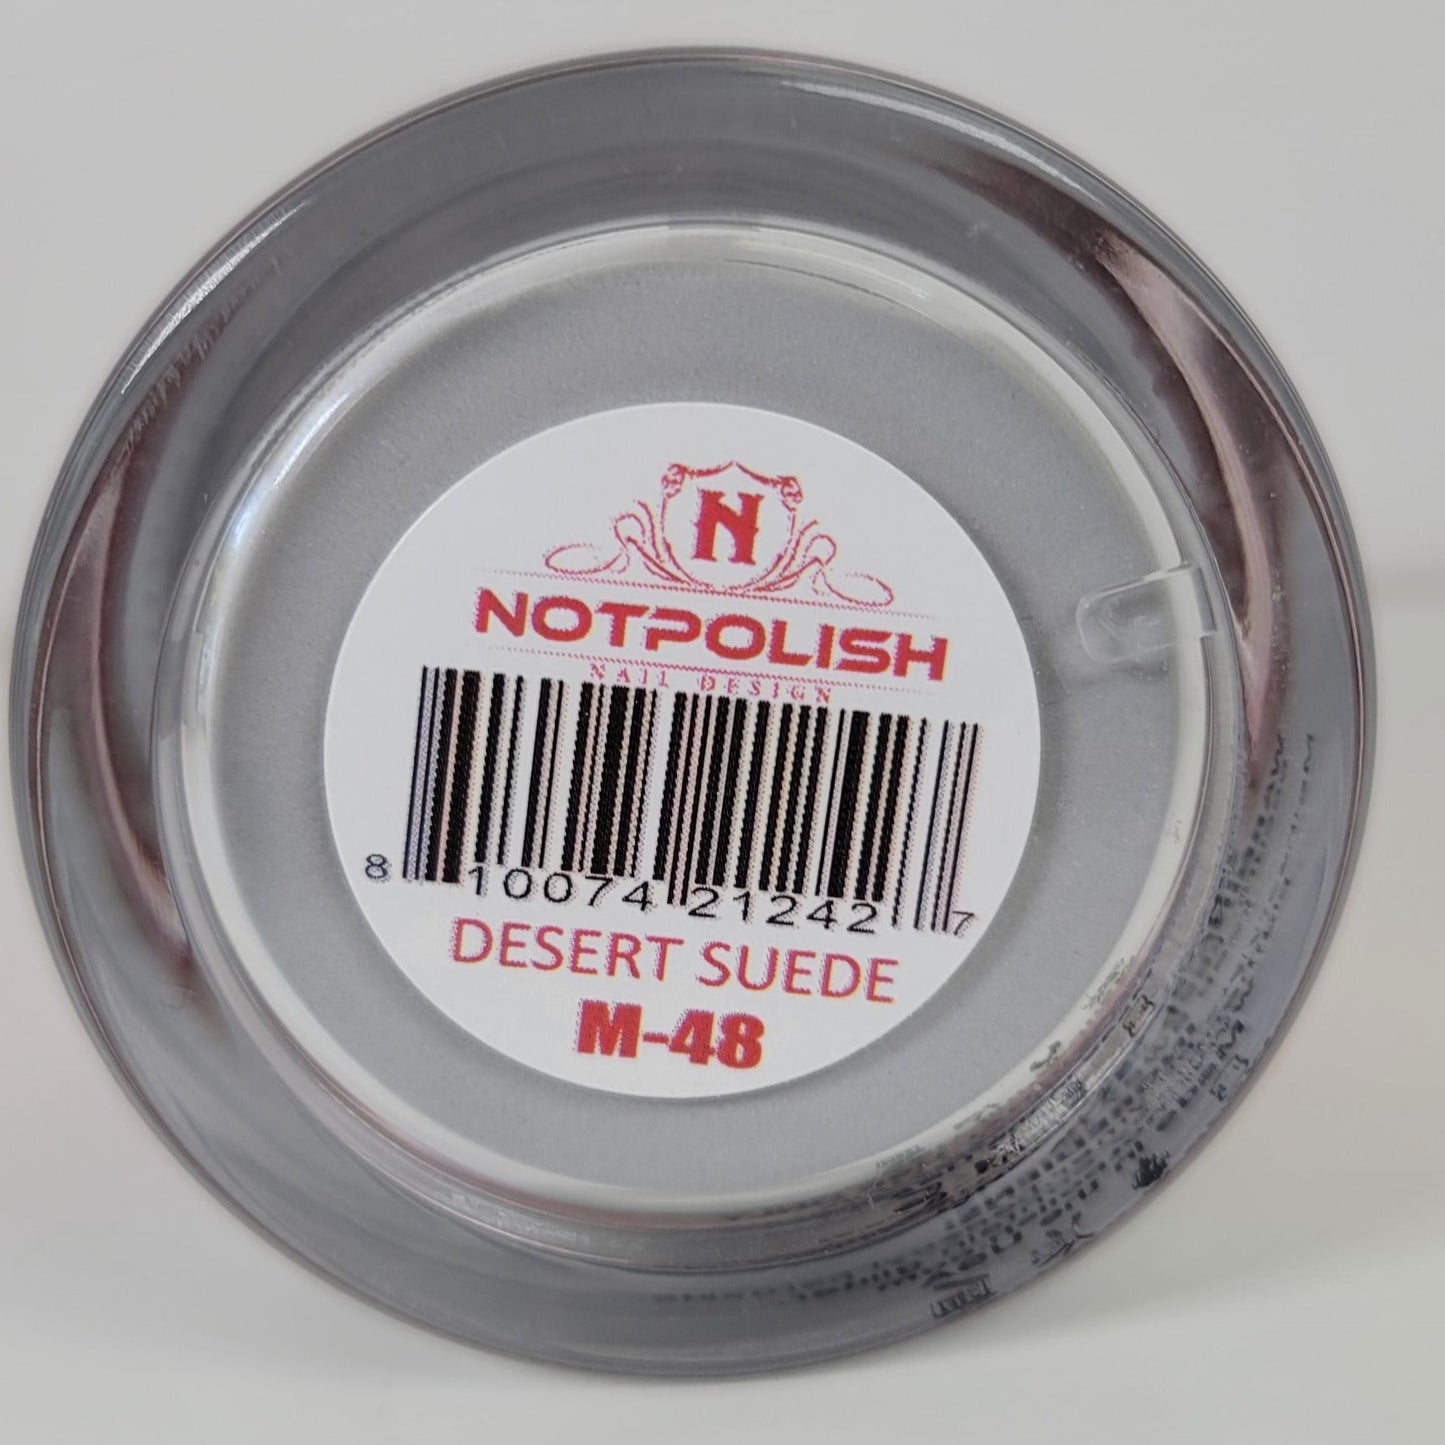 N
NOTPOLISH
NAIL DESIGN
8 10074 21242 7
DESERT SUEDE
M-48